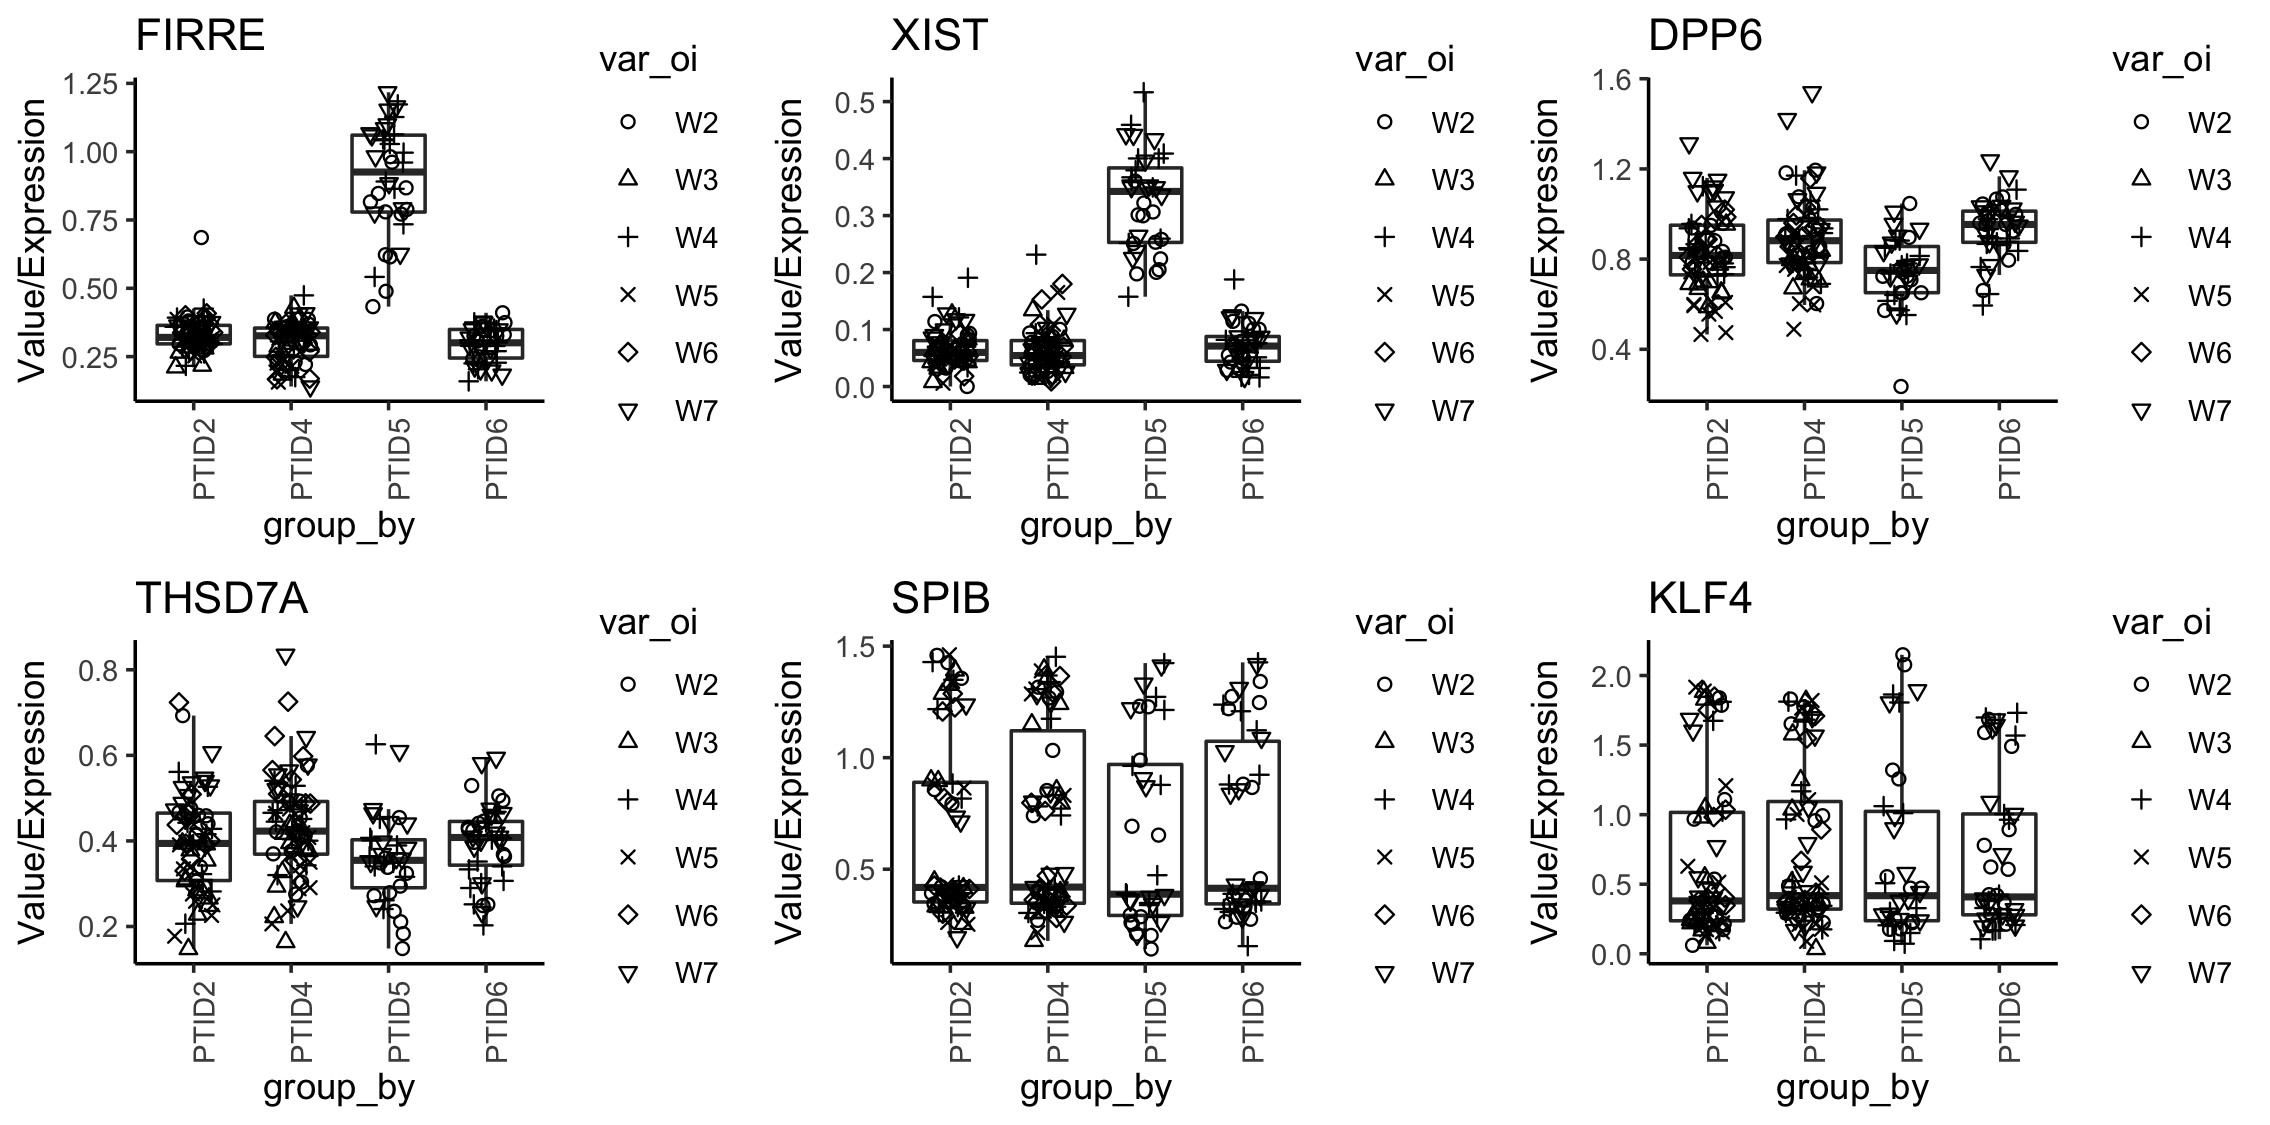 FIRRE
var_oi
Value/Expression
1.25
1.00
0.75
0.50
0.25
PTID2
PTID4
PTID5
PTID6
group_by
W2
W3
W4
W5
W6
W7
XIST
var_oi
Value/Expression
0.5
0.4
0.3
0.2
0.1
0.0
PTID2
PTID4
PTID5
PTID6
group_by
W2
W3
W4
W5
W6
W7
DPP6
var_oi
Value/Expression
1.6
1.2
0.8
0.4
PTID2
PTID4
PTID5
PTID6
group_by
W2
W3
W4
W5
W6
W7
THSD7A
var_oi
Value/Expression
0.8
0.6
0.4
0.2
PTID2
PTID4
PTID5
PTID6
group_by
W2
W3
W4
W5
W6
W7
SPIB
var_oi
Value/Expression
1.5
1.0
0.5
PTID2
PTID4
PTID5
PTID6
group_by
W2
W3
W4
W5
W6
W7
KLF4
var_oi
Value/Expression
2.0
1.5
1.0
0.5
0.0
PTID2
PTID4
PTID5
PTID6
group_by
W2
W3
W4
W5
W6
W7